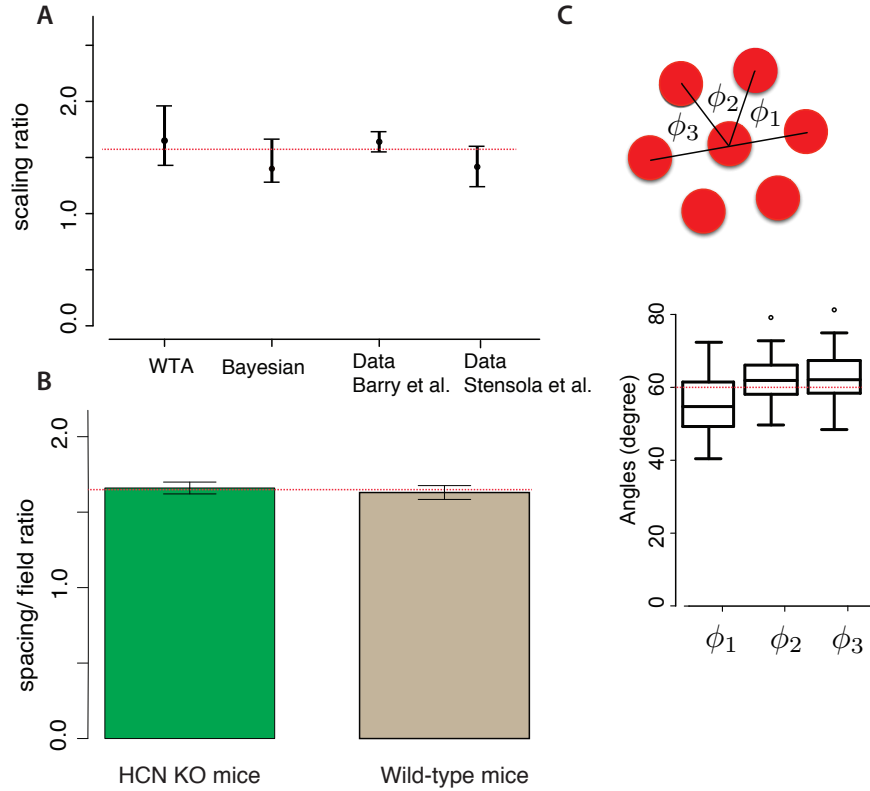 A
scaling ratio
2.0
1.0
0.0
WTA
Bayesian
Data
Barry et al.
Data
Stensola et al.
B
spacing/ field ratio
2.0
1.0
0.0
HCN KO mice
Wild-type mice
C
ϕ1
ϕ2
ϕ3
Angles (degree)
80
60
40
20
0
ϕ1
ϕ2
ϕ3